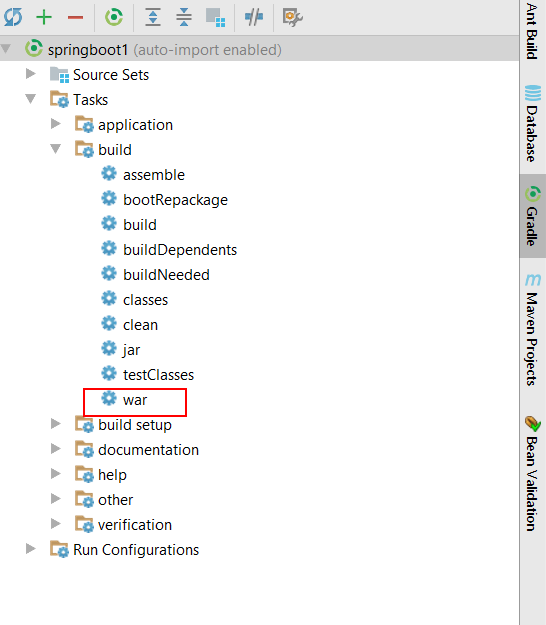 springboot1 (auto-import enabled)
Source Sets
Tasks
application
build
assemble
bootRepackage
build
buildDependents
buildNeeded
classes
clean
jar
testClasses
war
build setup
documentation
help
other
verification
Run Configurations
Ant Build
Database
Gradle
m Maven Projects
Bean Validation